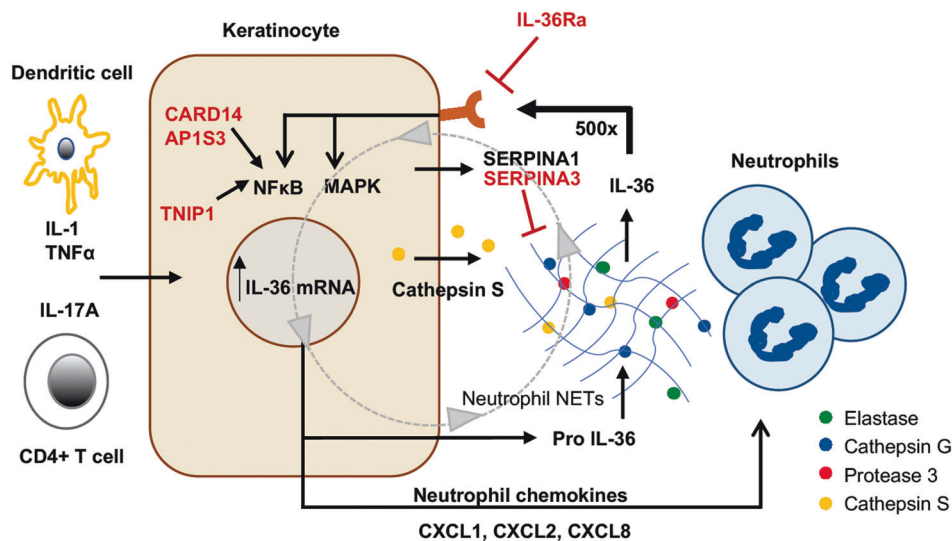 IL-36Ra
Keratinocyte
Dendritic cell
CARD14
AP1S3
500x
SERPINA1
SERPINA3
Neutrophils
NFκB
MAPK
IL-36
TNIP1
IL-1
TNFα
IL-36 mRNA
Cathepsin S
IL-17A
Neutrophil NETs
Pro IL-36
CD4+ T cell
Elastase
Cathepsin G
Protease 3
Cathepsin S
Neutrophil chemokines
CXCL1, CXCL2, CXCL8